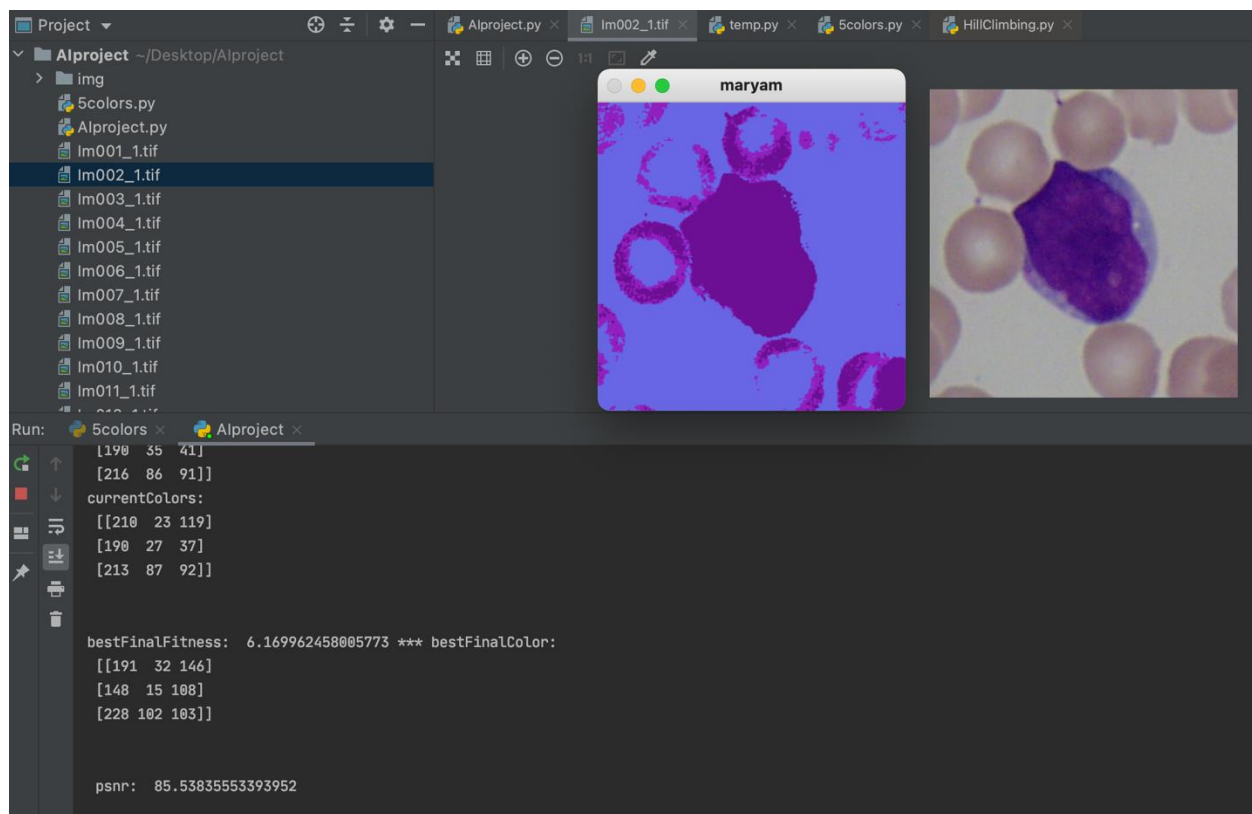 Project
AIproject.py
Im002_1.tif
temp.py
5colors.py
HillClimbing.py
AIproject ~/Desktop/AIproject
img
5colors.py
AIproject.py
Im001_1.tif
Im002_1.tif
Im003_1.tif
Im004_1.tif
Im005_1.tif
Im006_1.tif
Im007_1.tif
Im008_1.tif
Im009_1.tif
Im010_1.tif
Im011_1.tif
1:1
maryam
Run:
5colors
AIproject
[190 35 41]
[216 86 91]]
currentColors:
[[210 23 119]
[190 27 37]
[213 87 92]]
bestFinalFitness: 6.169962458005773 *** bestFinalColor:
[[191 32 146]
[148 15 108]
[228 102 103]]
psnr: 85.53835553393952